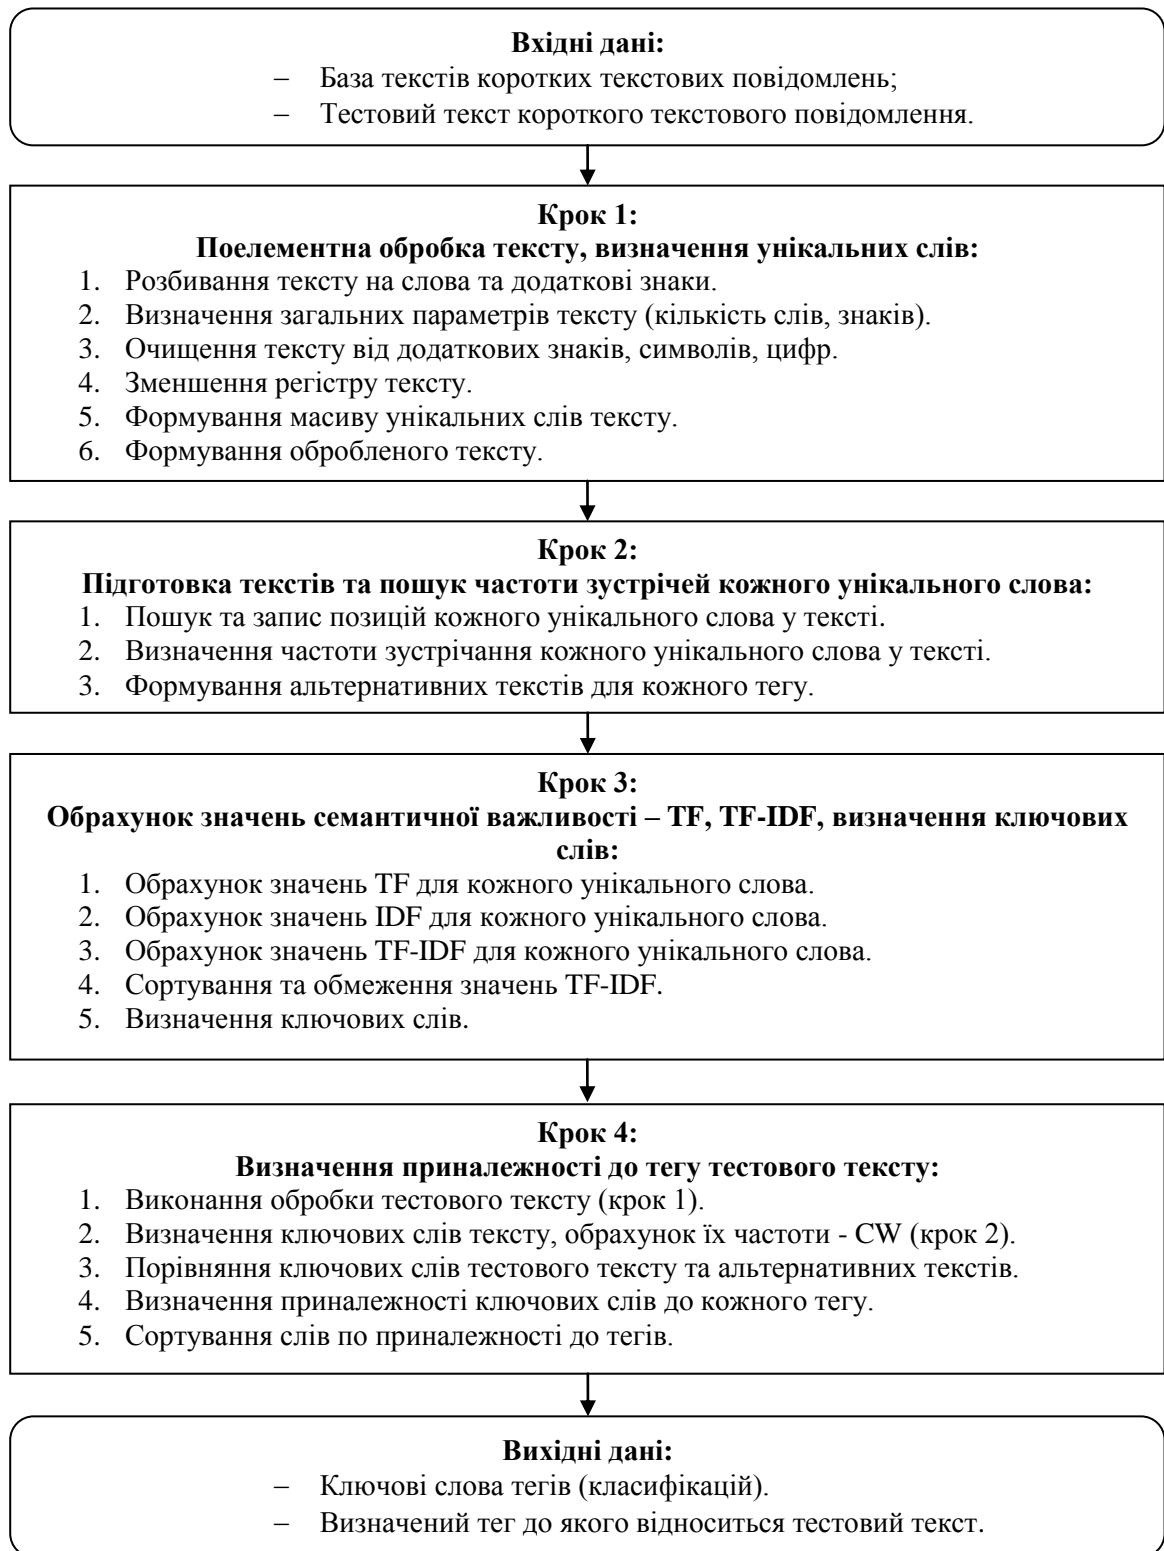 Вхідні дані:
– База текстів коротких текстових повідомлень;
– Тестовий текст короткого текстового повідомлення.
Крок 1:
Поелементна обробка тексту, визначення унікальних слів:
1. Розбивання тексту на слова та додаткові знаки.
2. Визначення загальних параметрів тексту (кількість слів, знаків).
3. Очищення тексту від додаткових знаків, символів, цифр.
4. Зменшення регістру тексту.
5. Формування масиву унікальних слів тексту.
6. Формування обробленого тексту.
Крок 2:
Підготовка текстів та пошук частоти зустрічей кожного унікального слова:
1. Пошук та запис позицій кожного унікального слова у тексті.
2. Визначення частоти зустрічання кожного унікального слова у тексті.
3. Формування альтернативних текстів для кожного тегу.
Крок 3:
Обрахунок значень семантичної важливості – TF, TF-IDF, визначення ключових
слів:
1. Обрахунок значень TF для кожного унікального слова.
2. Обрахунок значень IDF для кожного унікального слова.
3. Обрахунок значень TF-IDF для кожного унікального слова.
4. Сортування та обмеження значень TF-IDF.
5. Визначення ключових слів.
Крок 4:
Визначення приналежності до тегу тестового тексту:
1. Виконання обробки тестового тексту (крок 1).
2. Визначення ключових слів тексту, обрахунок їх частоти - CW (крок 2).
3. Порівняння ключових слів тестового тексту та альтернативних текстів.
4. Визначення приналежності ключових слів до кожного тегу.
5. Сортування слів по приналежності до тегів.
Вихідні дані:
– Ключові слова тегів (класифікацій).
– Визначений тег до якого відноситься тестовий текст.